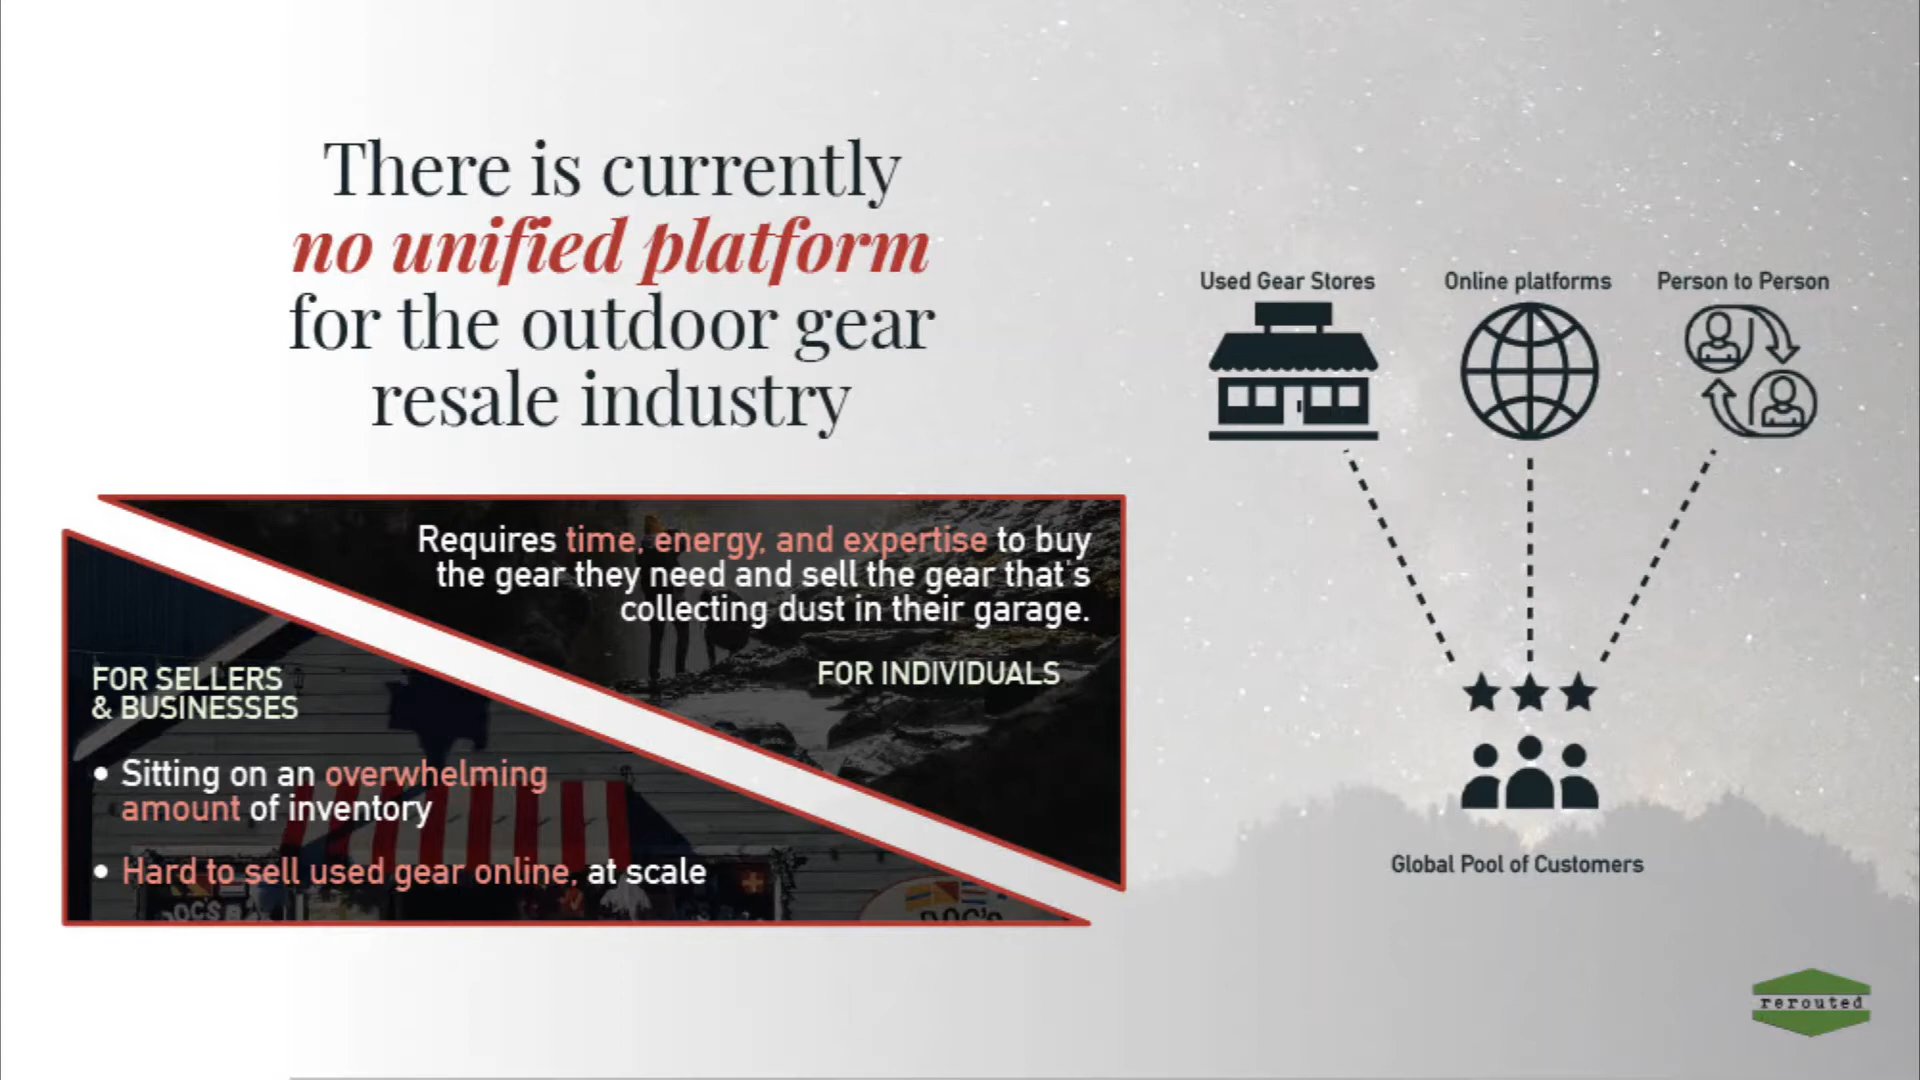 There is currently
no unified platform
for the outdoor gear
resale industry
Requires time, energy, and expertise to buy
the gear they need and sell the gear that's
collecting dust in their garage.
FOR INDIVIDUALS
FOR SELLERS
& BUSINESSES
• Sitting on an overwhelming
amount of inventory
• Hard to sell used gear online, at scale
DOC'S
DOC'S
Used Gear Stores
Online platforms
Person to Person
Global Pool of Customers
rerouted